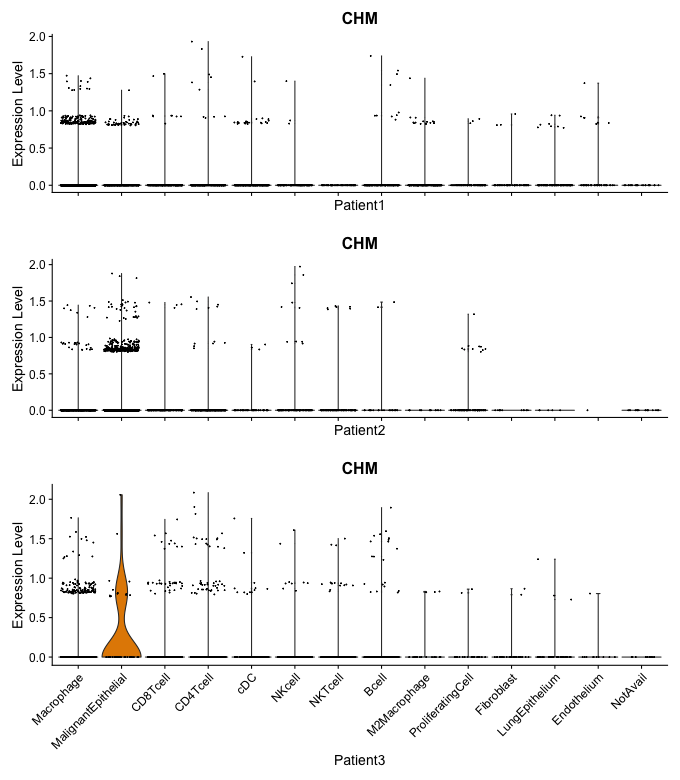 CHM
Expression Level
2.0
1.5
1.0
0.5
0.0
Patient1
CHM
Expression Level
2.0
1.5
1.0
0.5
0.0
Patient2
CHM
Expression Level
2.0
1.5
1.0
0.5
0.0
Macrophage
MalignantEpithelial
CD8Tcell
CD4Tcell
cDC
NKcell
NKTcell
Bcell
M2Macrophage
ProliferatingCell
Fibroblast
LungEpithelium
Endothelium
NotAvail
Patient3